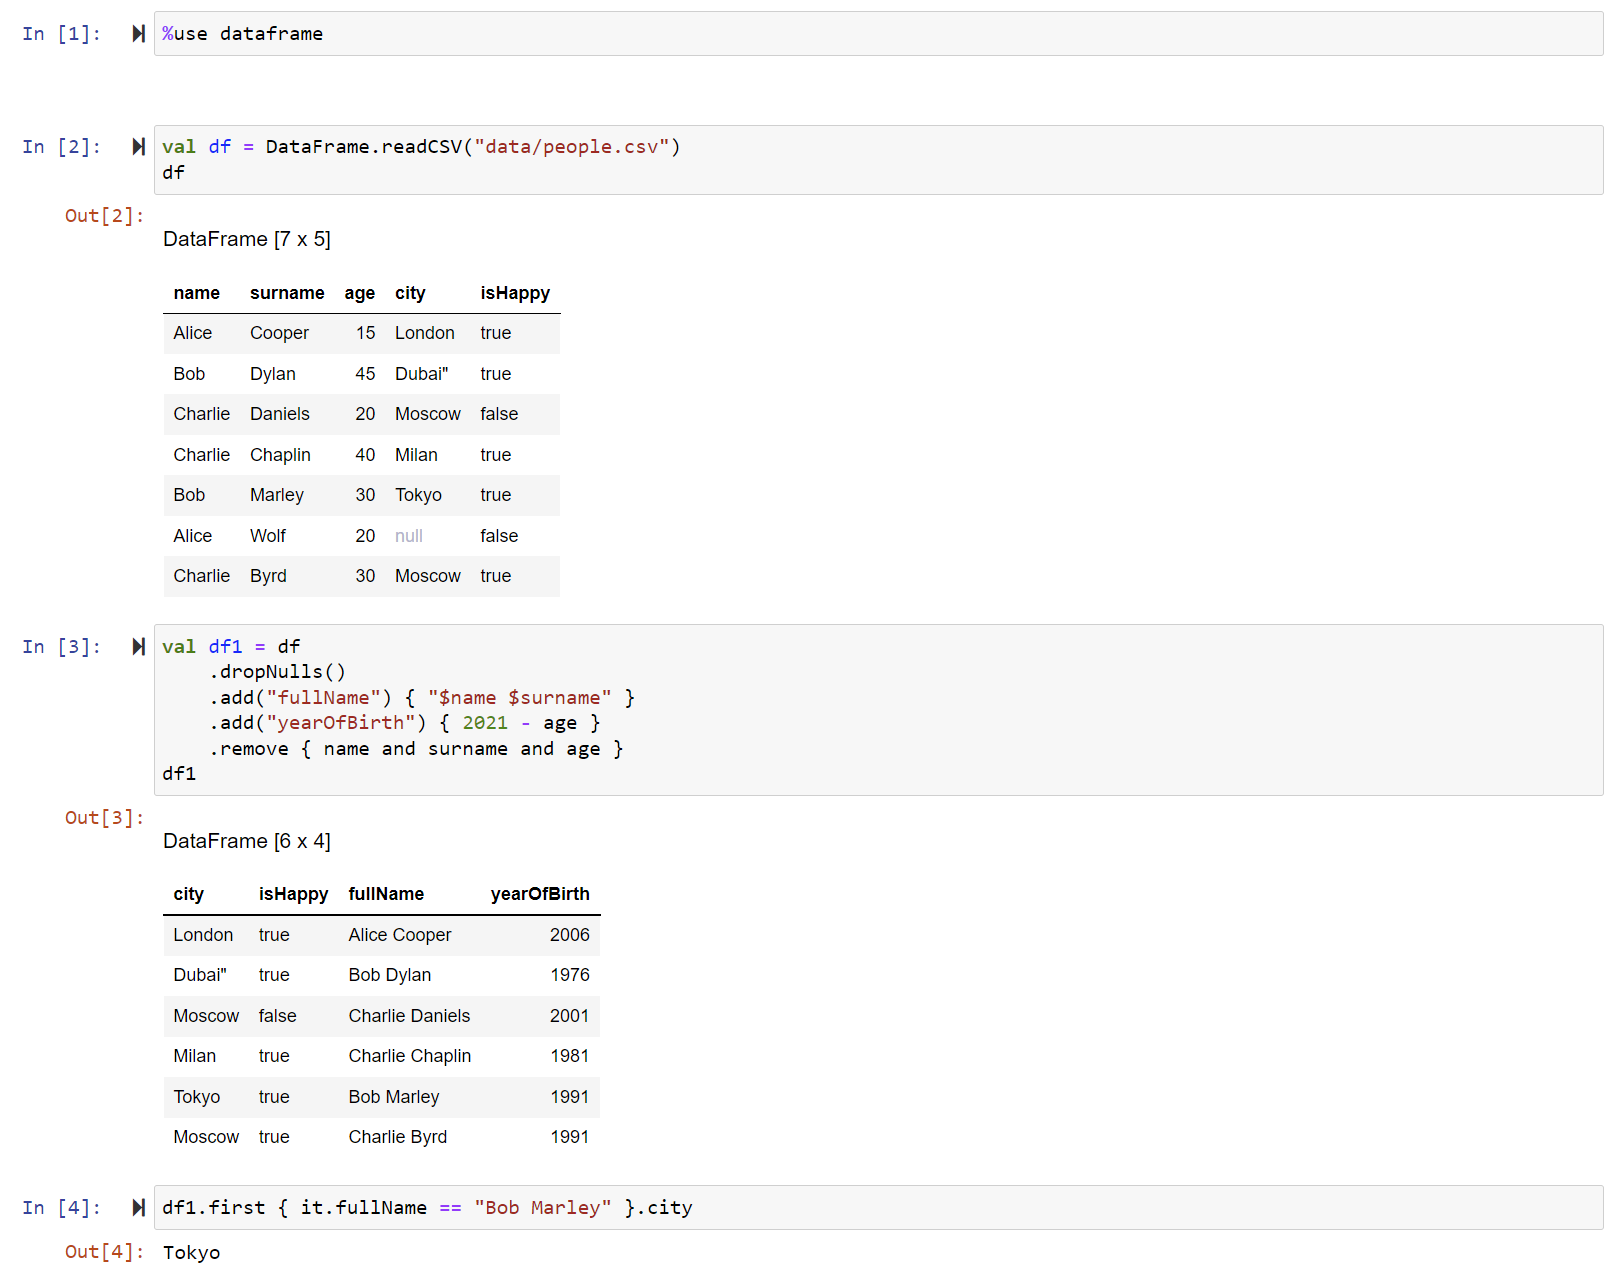 In [1]: %use dataframe
In [2]: val df = DataFrame.readCSV("data/people.csv")
df
Out[2]:
DataFrame [7 x 5]
name surname age city isHappy
Alice Cooper 15 London true
Bob Dylan 45 Dubai" true
Charlie Daniels 20 Moscow false
Charlie Chaplin 40 Milan true
Bob Marley 30 Tokyo true
Alice Wolf 20 null false
Charlie Byrd 30 Moscow true
In [3]: val df1 = df
    .dropNulls()
    .add("fullName") { "$name $surname" }
    .add("yearOfBirth") { 2021 - age }
    .remove { name and surname and age }
df1
Out[3]:
DataFrame [6 x 4]
city isHappy fullName yearOfBirth
London true Alice Cooper 2006
Dubai" true Bob Dylan 1976
Moscow false Charlie Daniels 2001
Milan true Charlie Chaplin 1981
Tokyo true Bob Marley 1991
Moscow true Charlie Byrd 1991
In [4]: df1.first { it.fullName == "Bob Marley" }.city
Out[4]: Tokyo